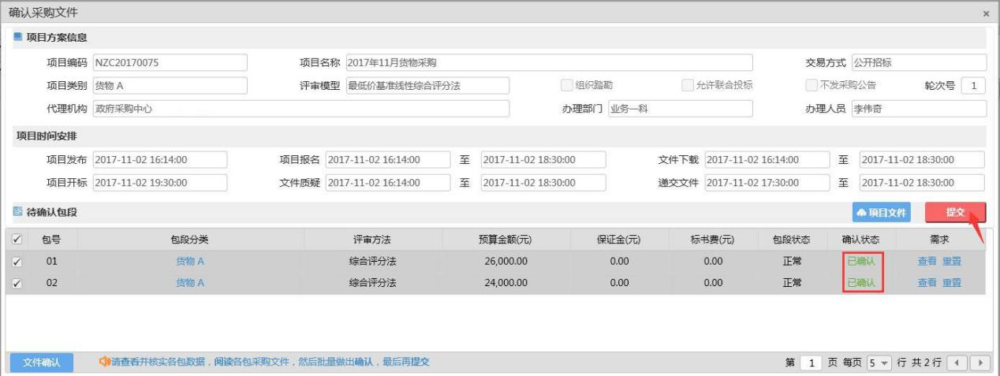 确认采购文件 ×
项目方案信息
项目编码 NZC20170075 项目名称 2017年11月货物采购 交易方式 公开招标
项目类别 货物 A 评审模型 最低价基准线性综合评分法 组织踏勘 允许联合投标 不发采购公告 轮次号 1
代理机构 政府采购中心 办理部门 业务一科 办理人员 李伟奇
项目时间安排
项目发布 2017-11-02 16:14:00 项目报名 2017-11-02 16:14:00 至 2017-11-02 18:30:00 文件下载 2017-11-02 16:14:00 至 2017-11-02 18:30:00
项目开标 2017-11-02 19:30:00 文件质疑 2017-11-02 16:14:00 至 2017-11-02 18:30:00 递交文件 2017-11-02 17:30:00 至 2017-11-02 18:30:00
待确认包段 项目文件 提交
包号 包段分类 评审方法 预算金额(元) 保证金(元) 标书费(元) 包段状态 确认状态 需求
01 货物 A 综合评分法 26,000.00 0.00 0.00 正常 已确认 查看 重置
02 货物 A 综合评分法 24,000.00 0.00 0.00 正常 已确认 查看 重置
文件确认 请查看并核实各包数据，阅读各包采购文件，然后批量做出确认，最后再提交 第 1 页 每页 5 行 共 2 行